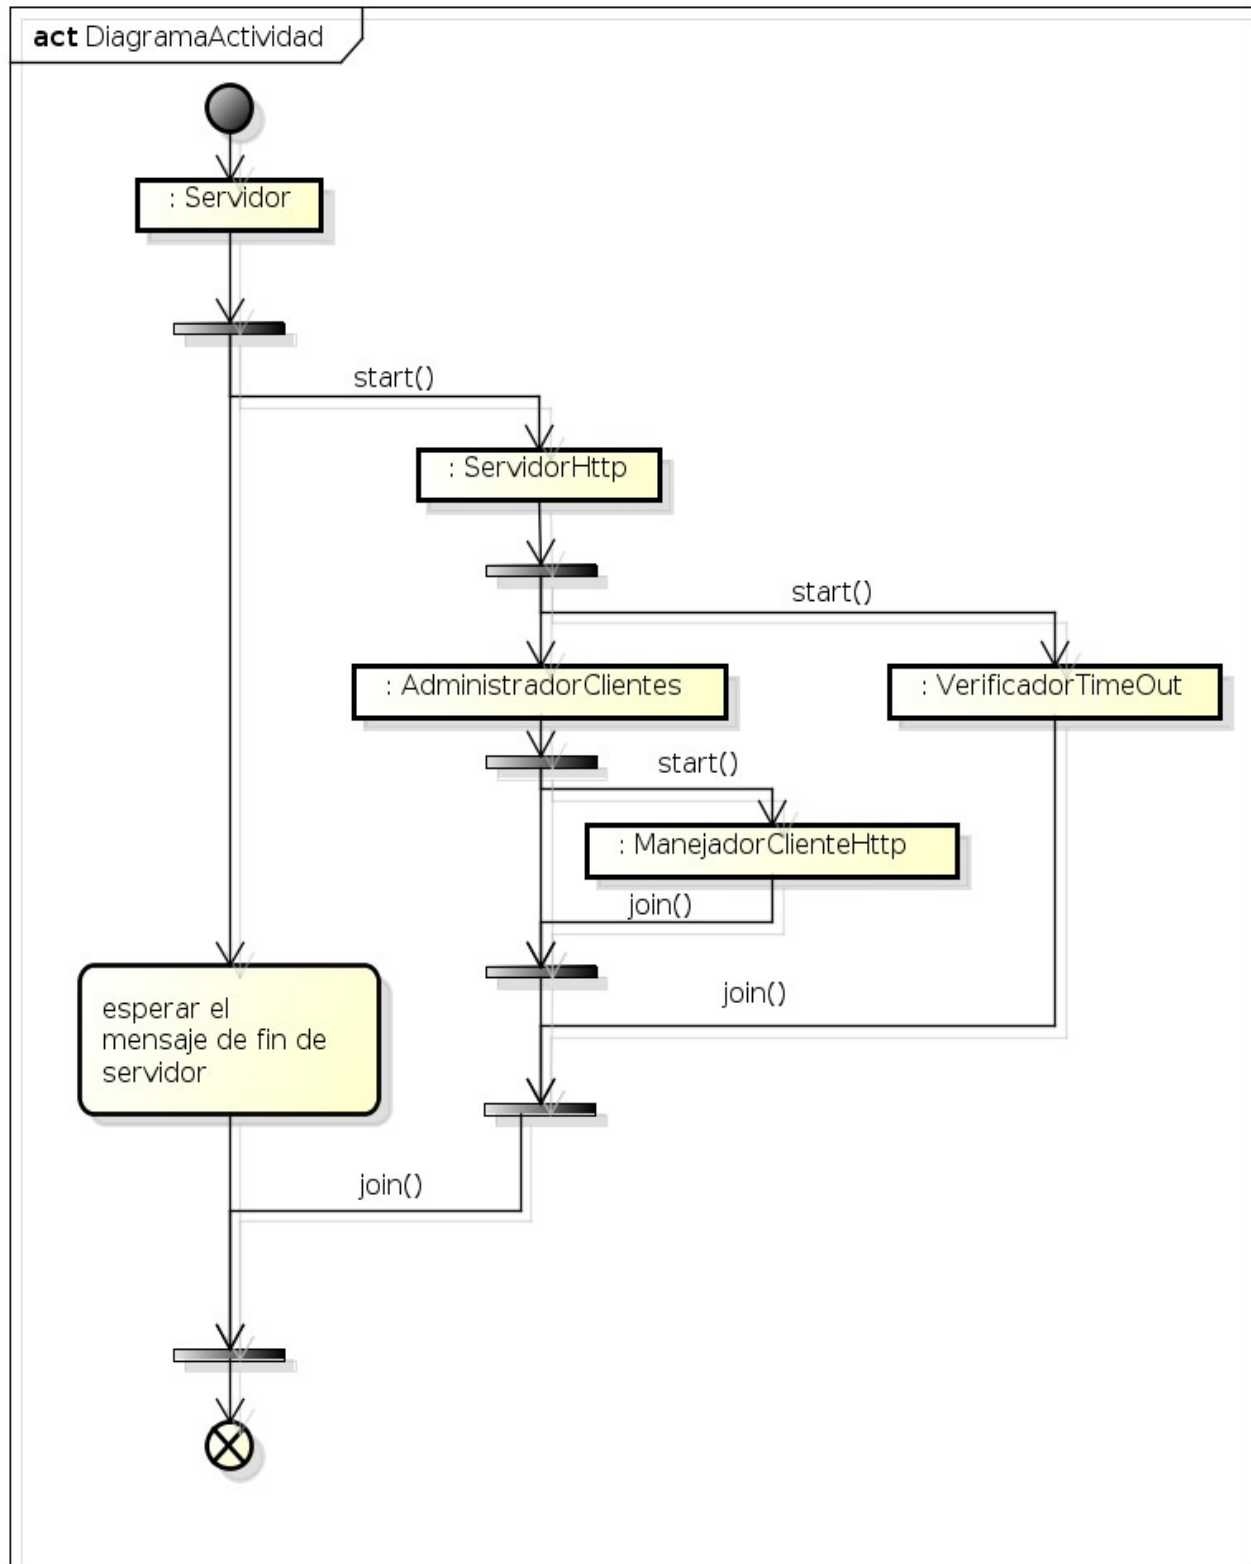 act DiagramaActividad
: Servidor
start()
: ServidorHttp
start()
: AdministradorClientes
: VerificadorTimeOut
start()
: ManejadorClienteHttp
join()
join()
esperar el
mensaje de fin de
servidor
join()